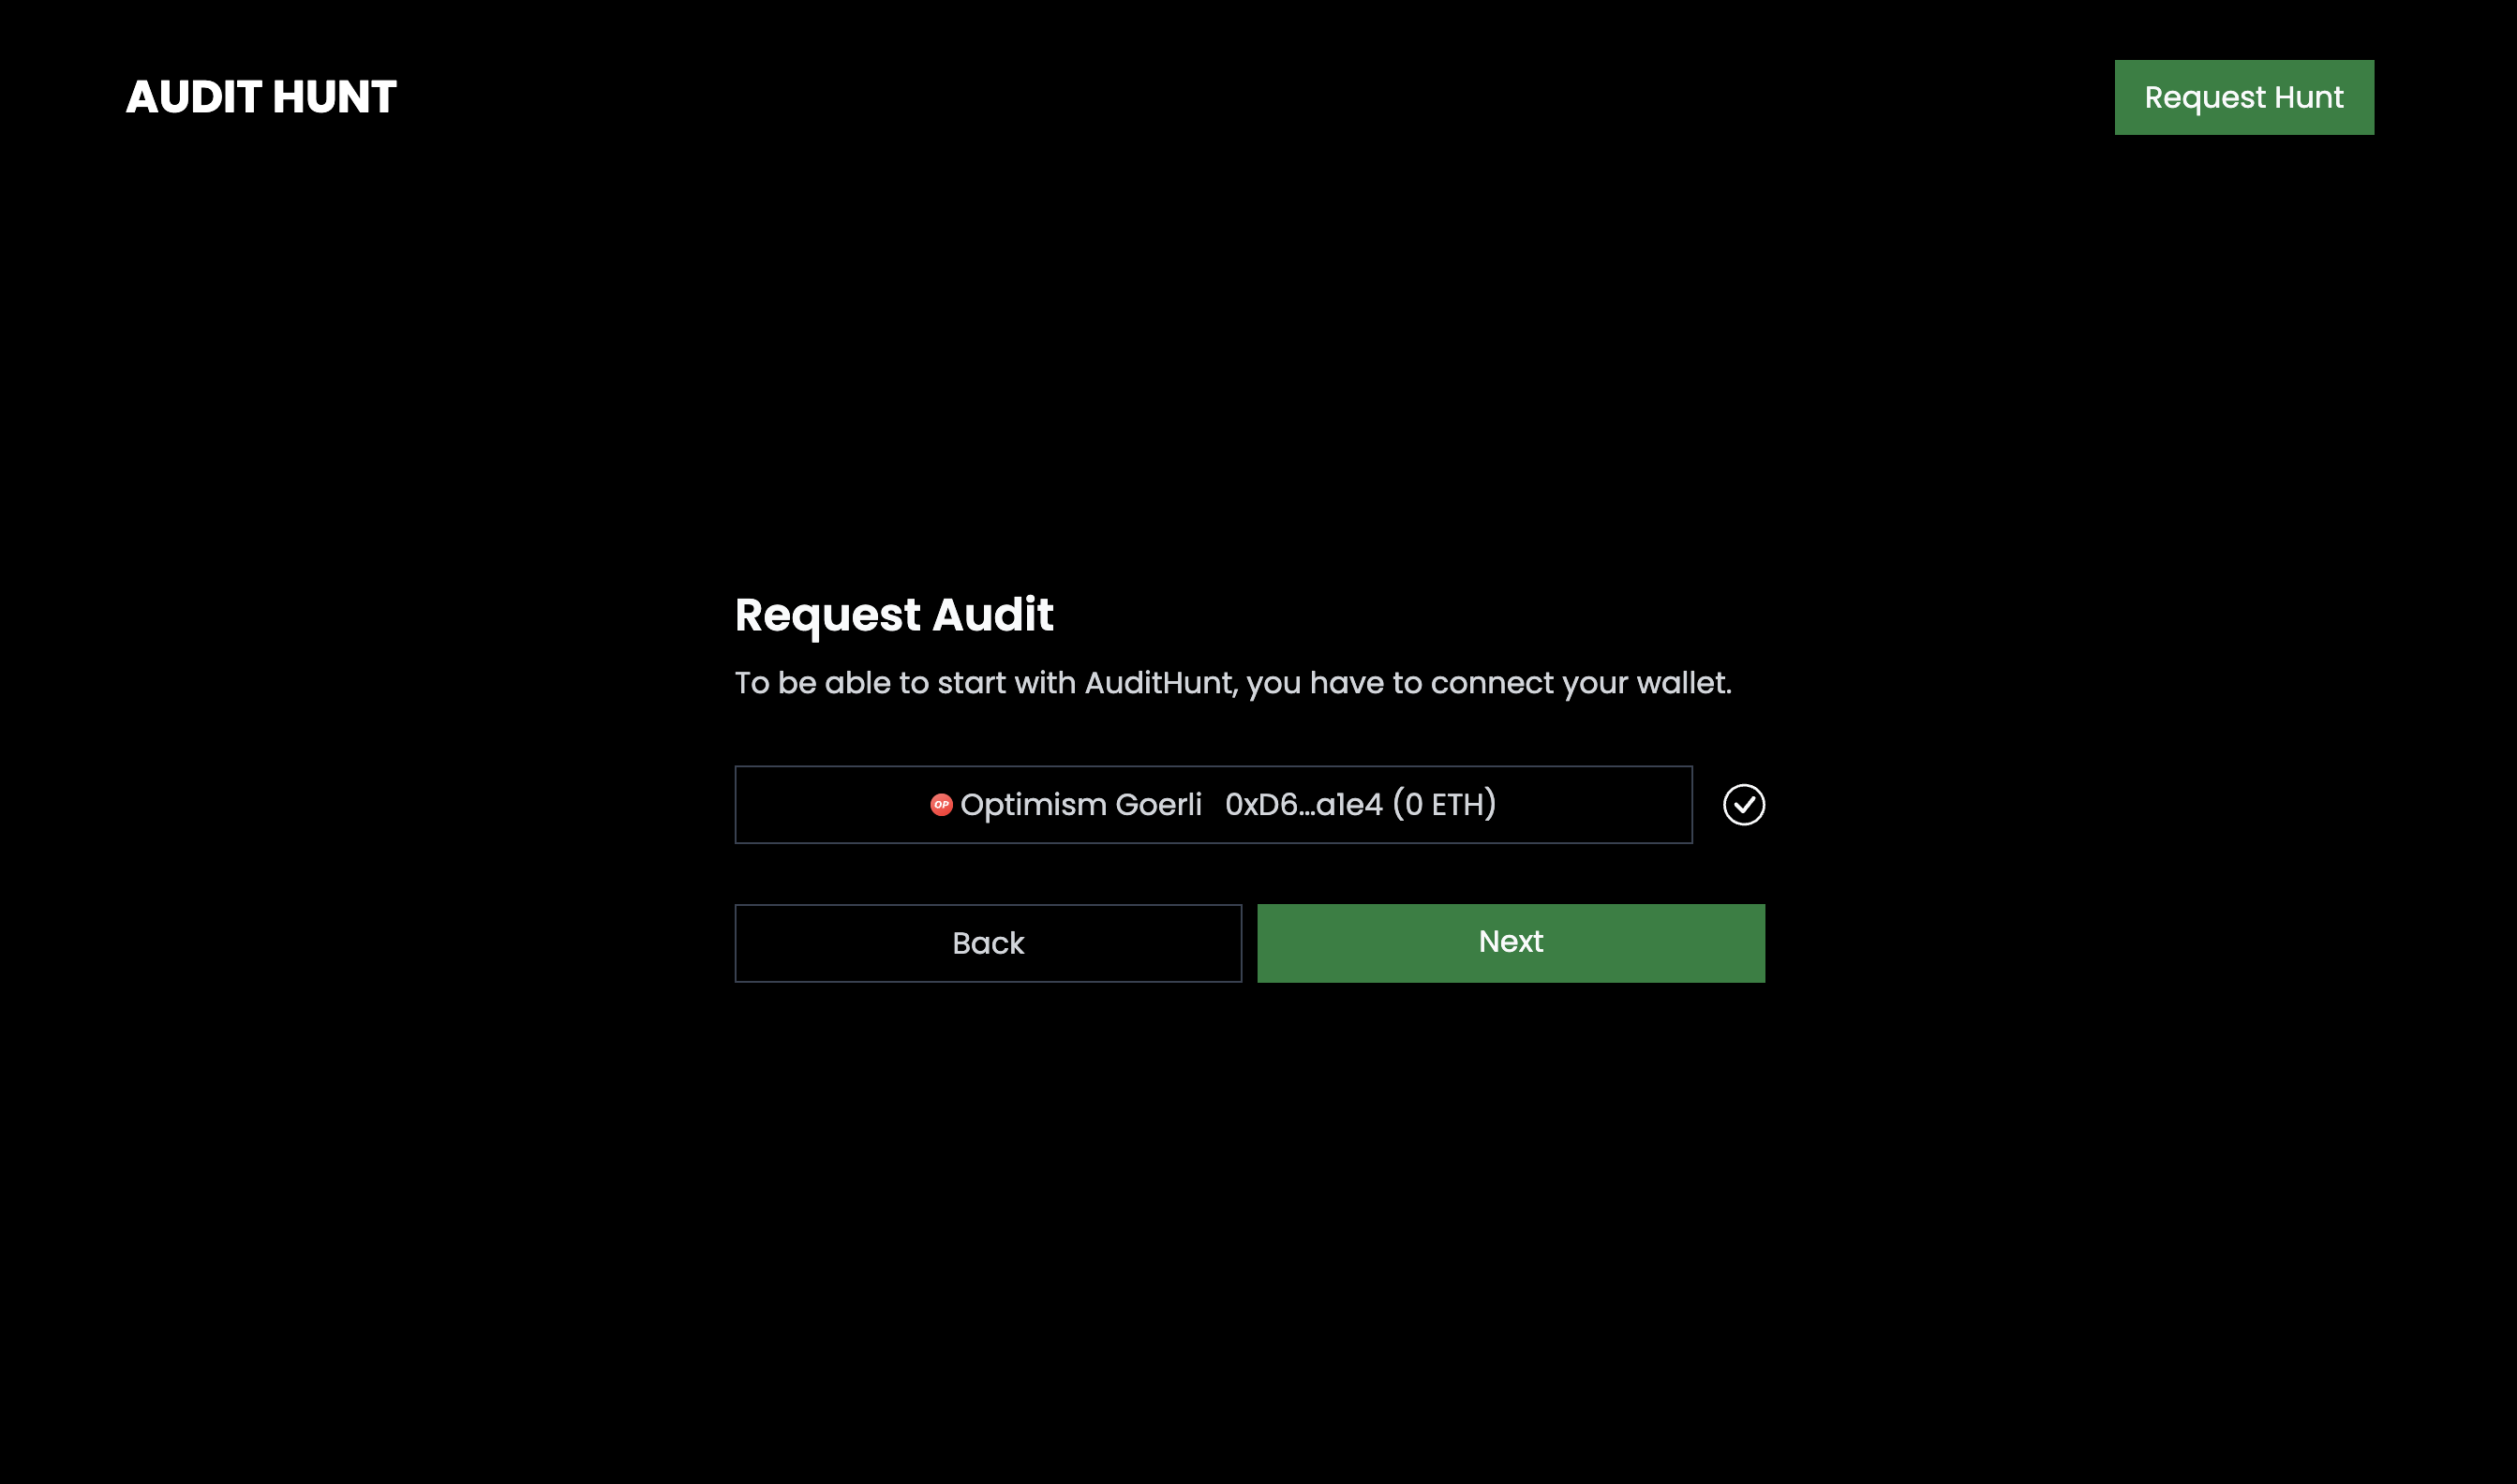 AUDIT HUNT
Request Hunt
Request Audit
To be able to start with AuditHunt, you have to connect your wallet.
OP Optimism Goerli 0xD6...a1e4 (0 ETH)
Back
Next